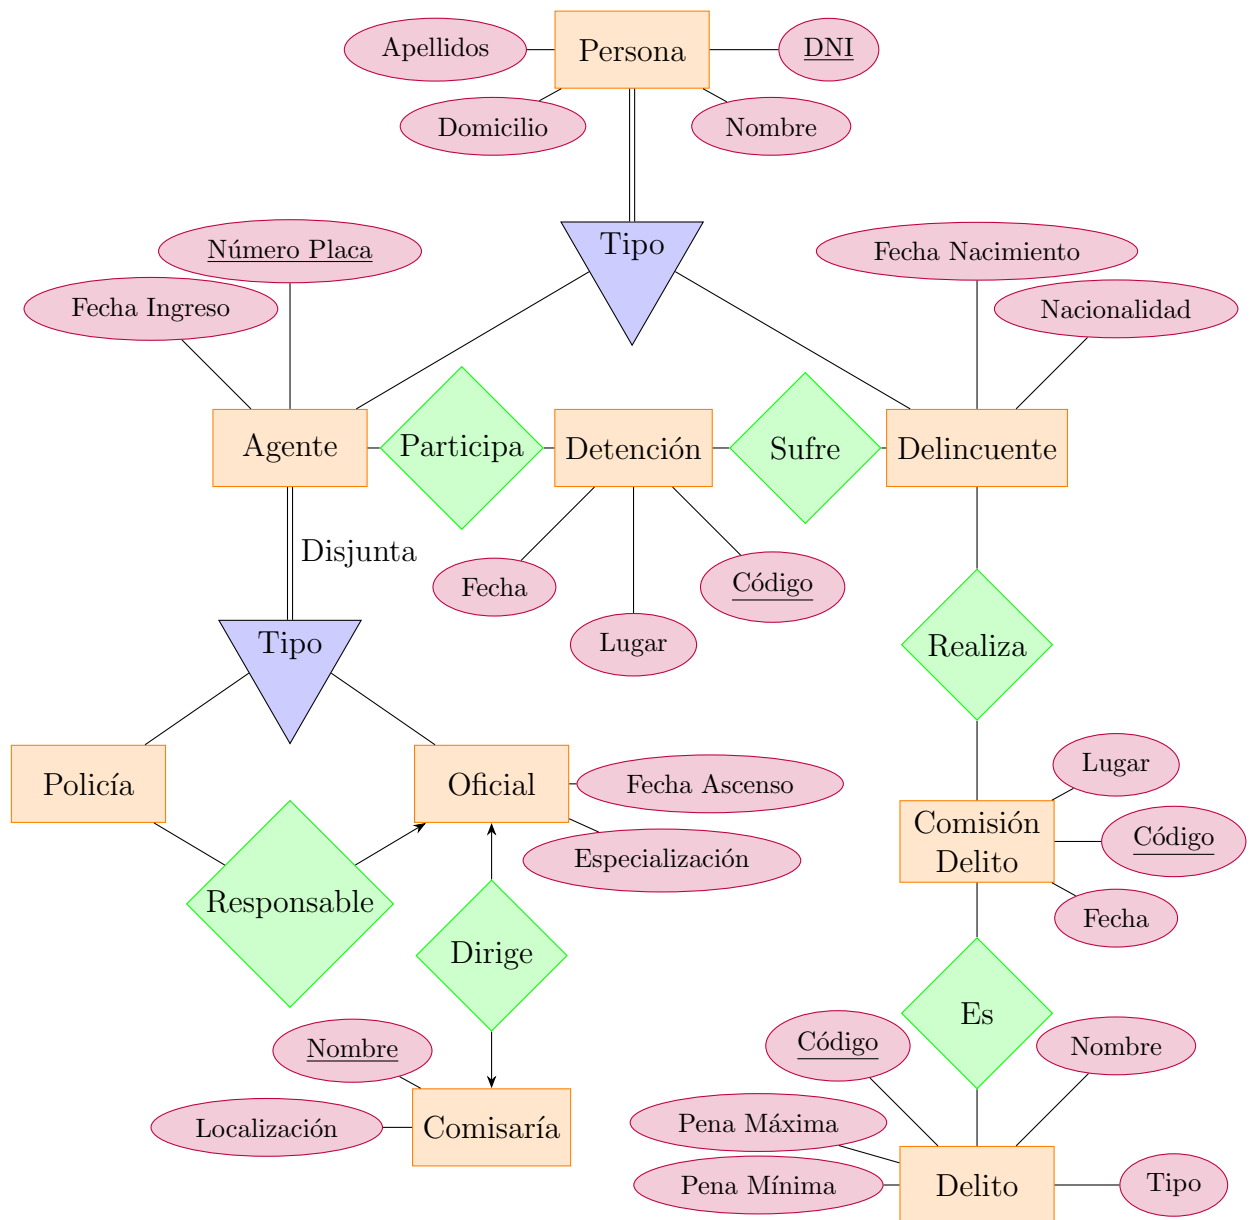 Apellidos
Persona
DNI
Domicilio
Nombre
Tipo
Número Placa
Fecha Nacimiento
Fecha Ingreso
Nacionalidad
Agente
Participa
Detención
Sufre
Delincuente
Disjunta
Fecha
Código
Lugar
Tipo
Realiza
Policía
Oficial
Fecha Ascenso
Lugar
Comisión
Delito
Código
Especialización
Responsable
Fecha
Dirige
Es
Nombre
Código
Nombre
Localización
Comisaría
Pena Máxima
Pena Mínima
Delito
Tipo